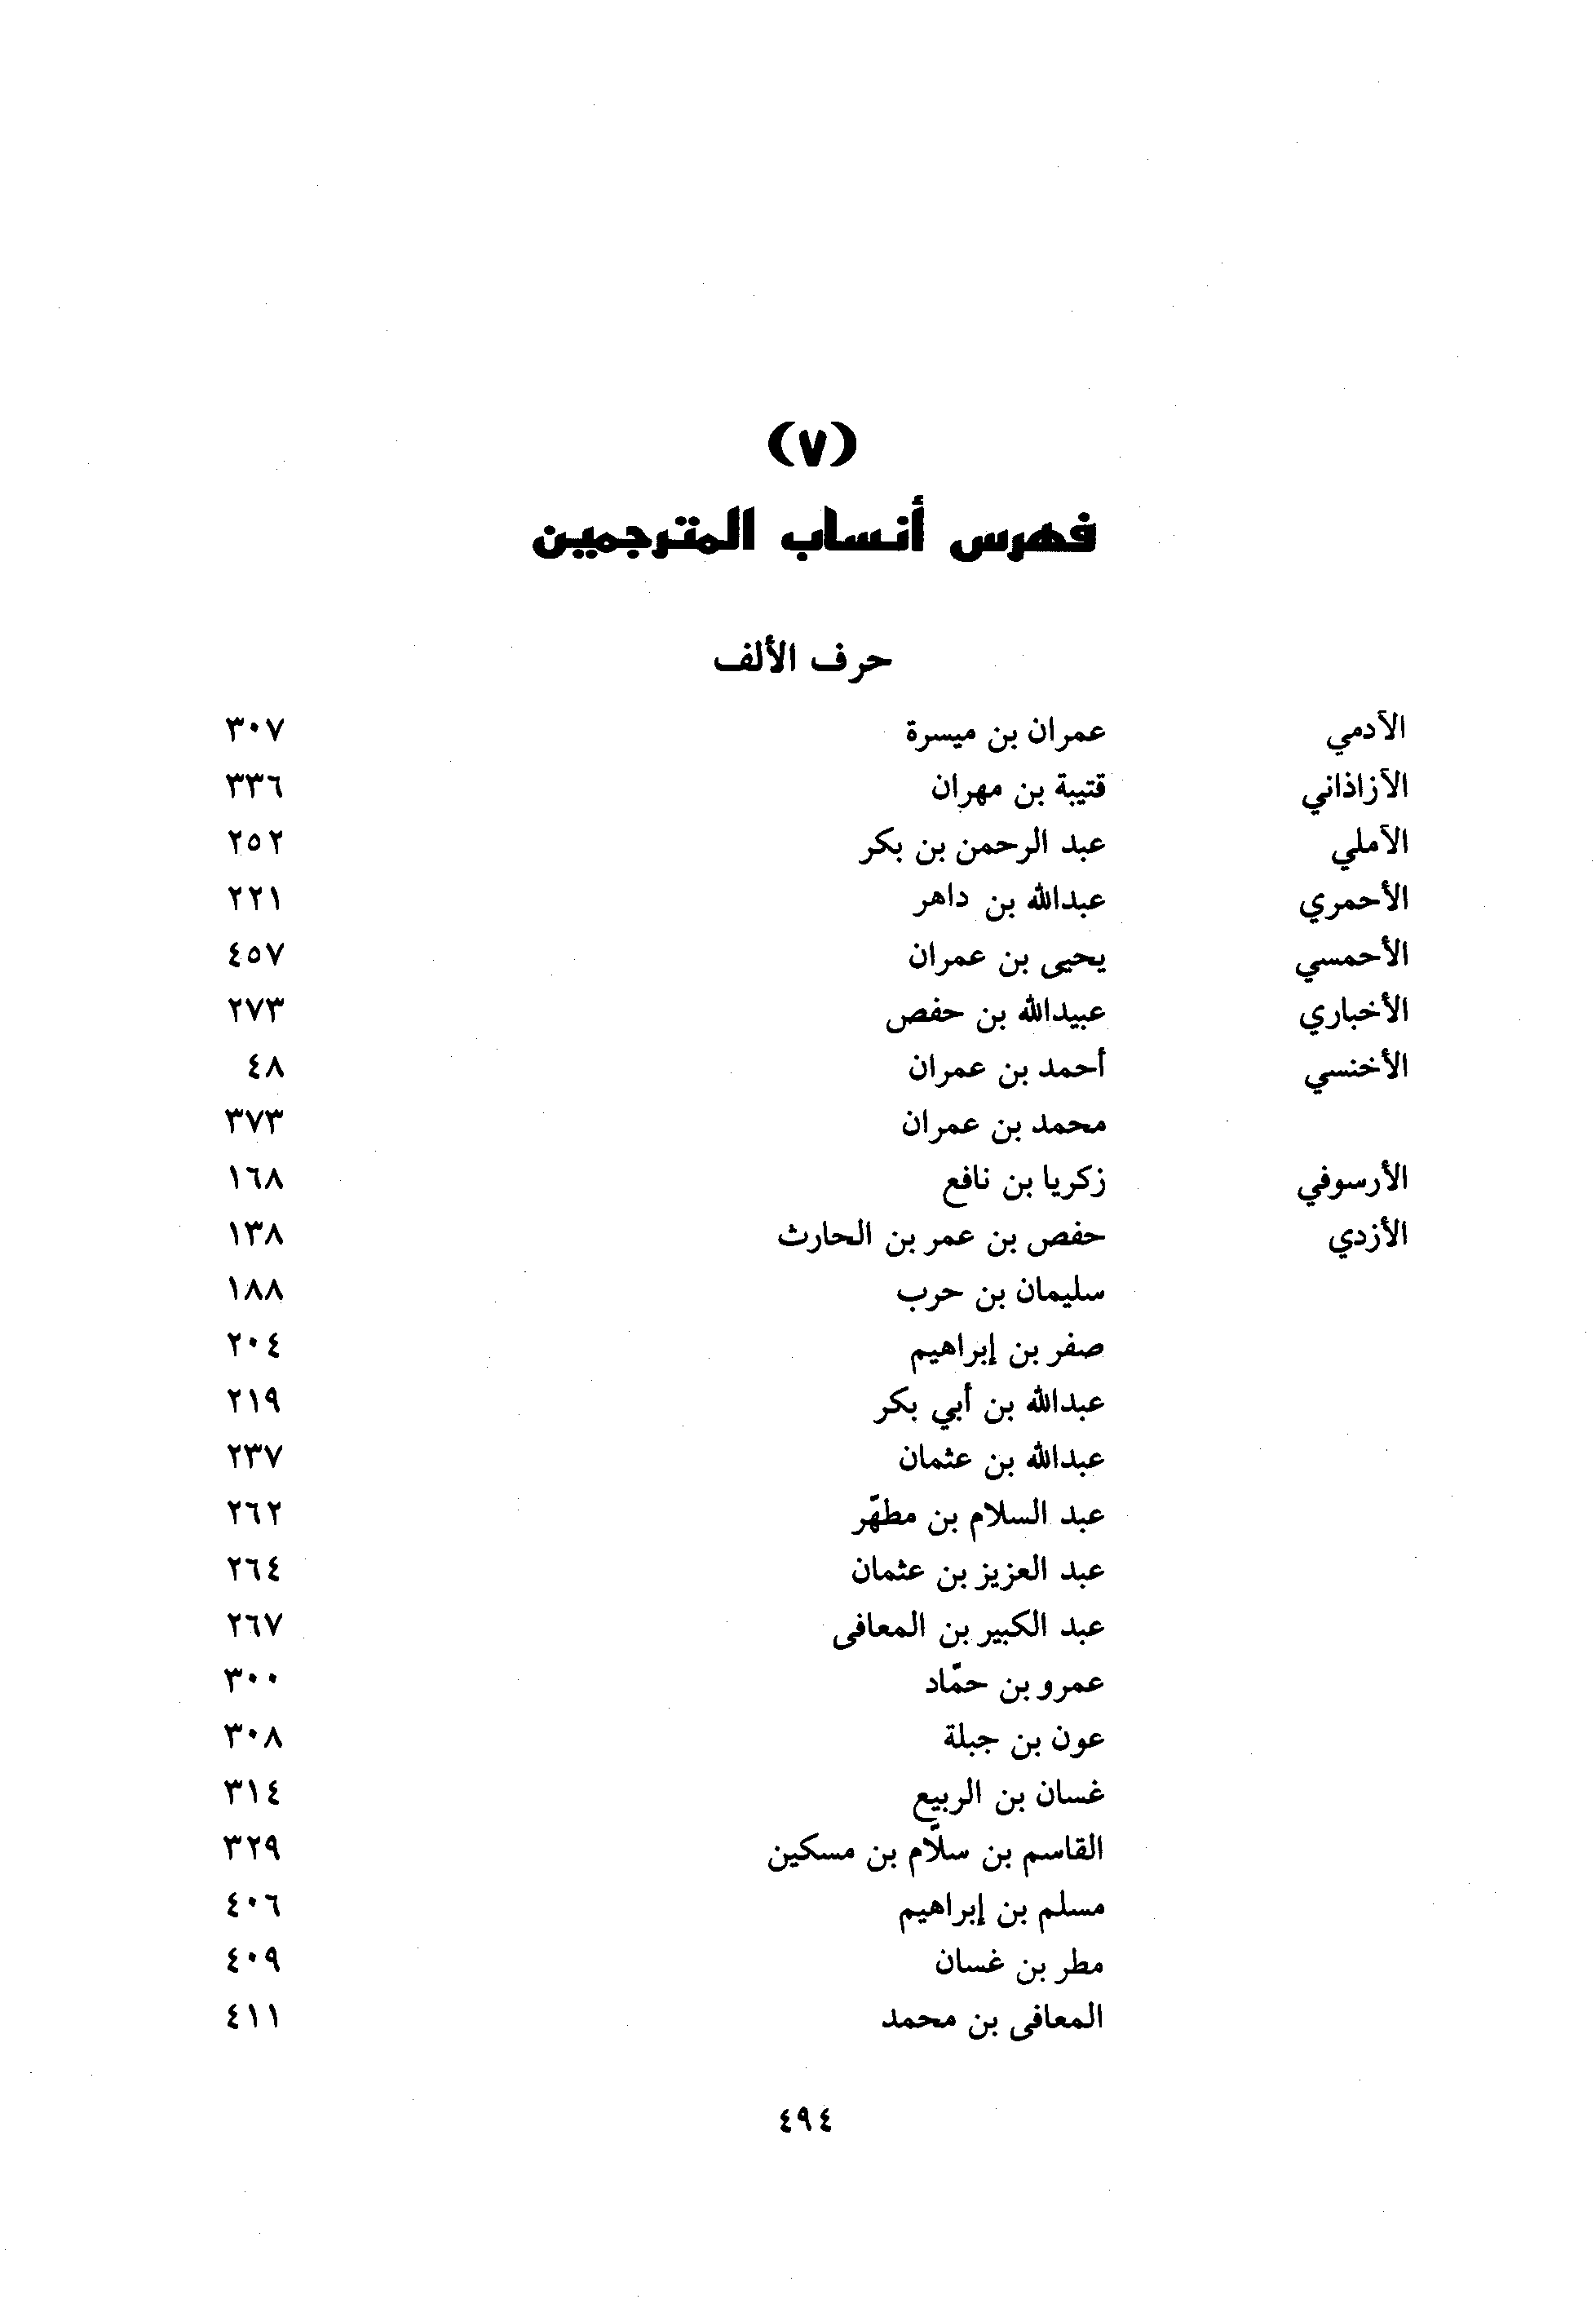 (٧)
فهرس أنساب المترجمين
حرف الألف
الآدمي عمران بن ميسرة ٣٠٧
الآزاذاني قتيبة بن مهران ٣٣٦
الآملي عبد الرحمن بن بكر ٢٥٢
الأحمري عبدالله بن داهر ٢٢١
الأحمسي يحيى بن عمران ٤٥٧
الأخباري عبيدالله بن حفص ٢٧٣
الأخنسي أحمد بن عمران ٤٨
محمد بن عمران ٣٧٣
الأرسوفي زكريا بن نافع ١٦٨
الأزدي حفص بن عمر بن الحارث ١٣٨
سليمان بن حرب ١٨٨
صفر بن إبراهيم ٢٠٤
عبدالله بن أبي بكر ٢١٩
عبدالله بن عثمان ٢٣٧
عبد السلام بن مطهّر ٢٦٢
عبد العزيز بن عثمان ٢٦٤
عبد الكبير بن المعافى ٢٦٧
عمرو بن حمّاد ٣٠٠
عون بن جبلة ٣٠٨
غسان بن الربيع ٣١٤
القاسم بن سلّام بن مسكين ٣٢٩
مسلم بن إبراهيم ٤٠٦
مطر بن غسان ٤٠٩
المعافى بن محمد ٤١١
٤٩٤